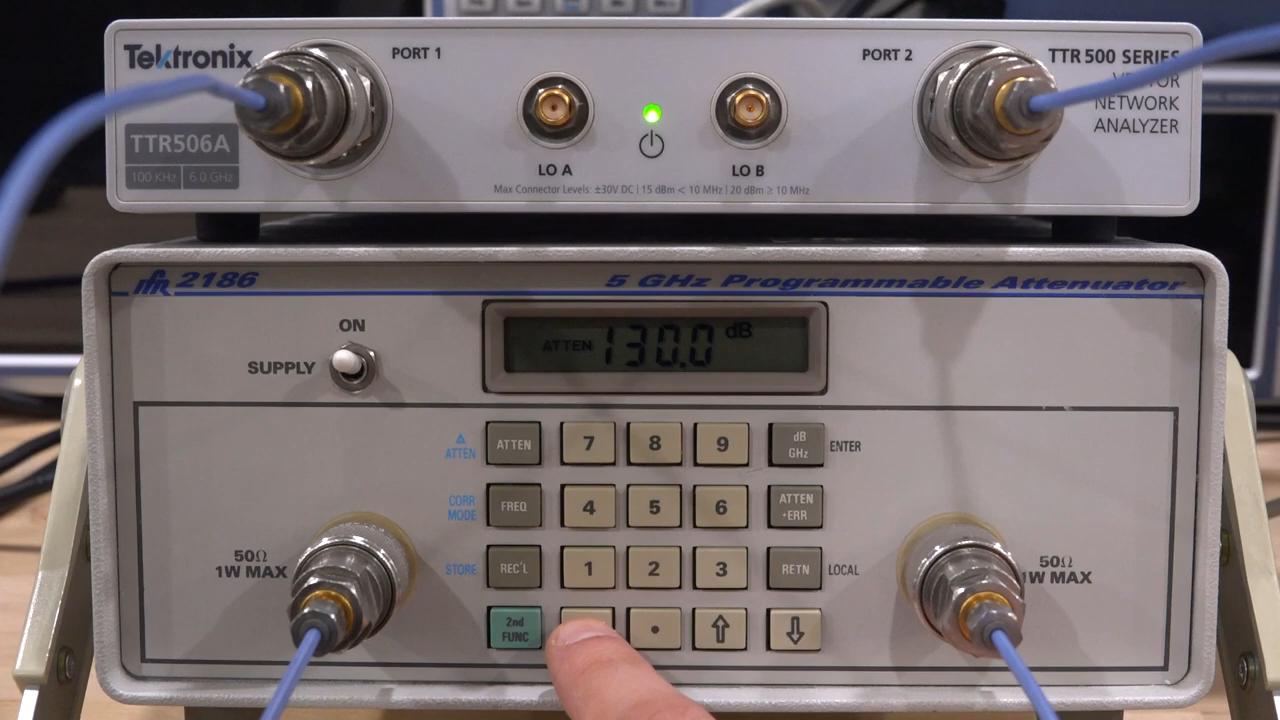 Tektronix
PORT 1
PORT 2
TTR500 SERIES
NETWORK
ANALYZER
TTR506A
100 KHz | 6.0 GHz
LO A
LO B
Max Connector Levels: ±30V DC | 15 dBm < 10 MHz | 20 dBm ≥ 10 MHz
2186
5 GHz Programmable Attenuator
ON
SUPPLY
ATTEN 130.0 dB
Δ ATTEN
ATTEN
7
8
9
dB GHz
ENTER
CORR MODE
FREQ
4
5
6
ATTEN +ERR
STORE
REC'L
1
2
3
RETN
LOCAL
2nd FUNC
.
⇧
⇩
50Ω
1W MAX
50Ω
1W MAX